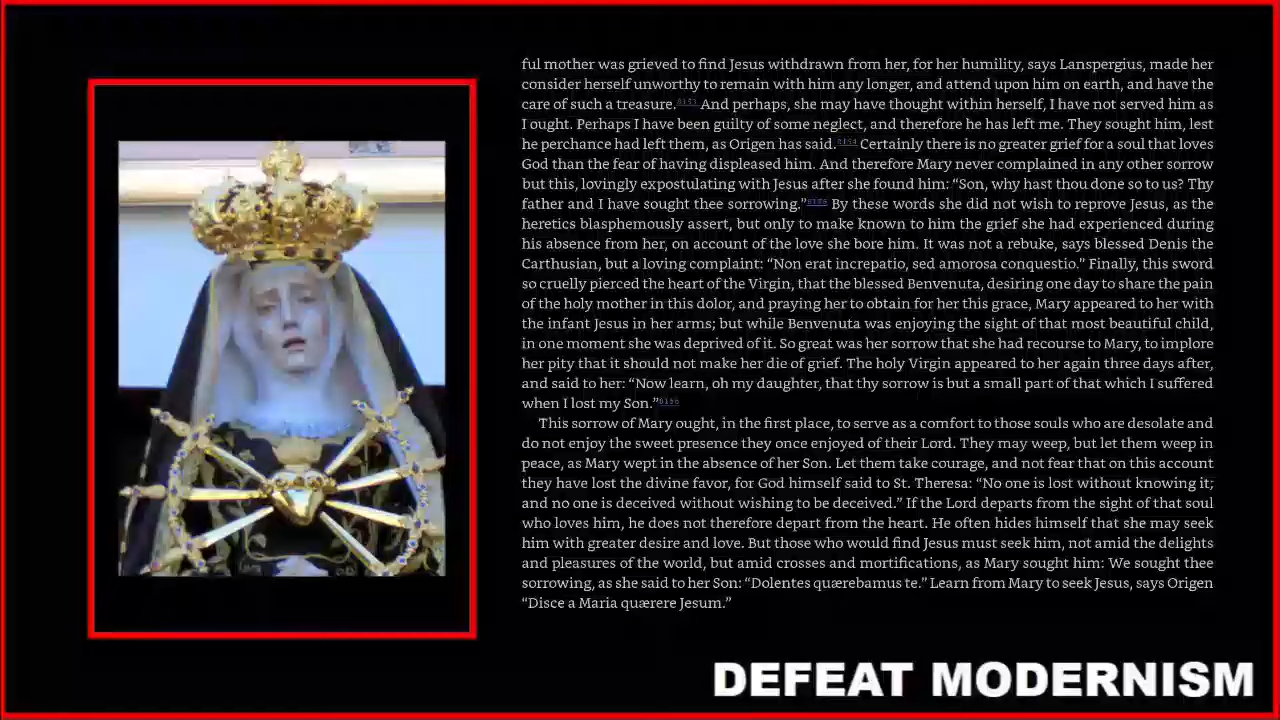 ful mother was grieved to find Jesus withdrawn from her, for her humility, says Lanspergius, made her
consider herself unworthy to remain with him any longer, and attend upon him on earth, and have the
care of such a treasure. And perhaps, she may have thought within herself, I have not served him as
I ought. Perhaps I have been guilty of some neglect, and therefore he has left me. They sought him, lest
he perchance had left them, as Origen has said. Certainly there is no greater grief for a soul that loves
God than the fear of having displeased him. And therefore Mary never complained in any other sorrow
but this, lovingly expostulating with Jesus after she found him: “Son, why hast thou done so to us? Thy
father and I have sought thee sorrowing.” By these words she did not wish to reprove Jesus, as the
heretics blasphemously assert, but only to make known to him the grief she had experienced during
his absence from her, on account of the love she bore him. It was not a rebuke, says blessed Denis the
Carthusian, but a loving complaint: “Non erat increpatio, sed amorosa conquestio.” Finally, this sword
so cruelly pierced the heart of the Virgin, that the blessed Benvenuta, desiring one day to share the pain
of the holy mother in this dolor, and praying her to obtain for her this grace, Mary appeared to her with
the infant Jesus in her arms; but while Benvenuta was enjoying the sight of that most beautiful child,
in one moment she was deprived of it. So great was her sorrow that she had recourse to Mary, to implore
her pity that it should not make her die of grief. The holy Virgin appeared to her again three days after,
and said to her: “Now learn, oh my daughter, that thy sorrow is but a small part of that which I suffered
when I lost my Son.”
This sorrow of Mary ought, in the first place, to serve as a comfort to those souls who are desolate and
do not enjoy the sweet presence they once enjoyed of their Lord. They may weep, but let them weep in
peace, as Mary wept in the absence of her Son. Let them take courage, and not fear that on this account
they have lost the divine favor, for God himself said to St. Theresa: “No one is lost without knowing it;
and no one is deceived without wishing to be deceived.” If the Lord departs from the sight of that soul
who loves him, he does not therefore depart from the heart. He often hides himself that she may seek
him with greater desire and love. But those who would find Jesus must seek him, not amid the delights
and pleasures of the world, but amid crosses and mortifications, as Mary sought him: We sought thee
sorrowing, as she said to her Son: “Dolentes quærebamus te.” Learn from Mary to seek Jesus, says Origen
“Disce a Maria quærere Jesum.”
DEFEAT MODERNISM